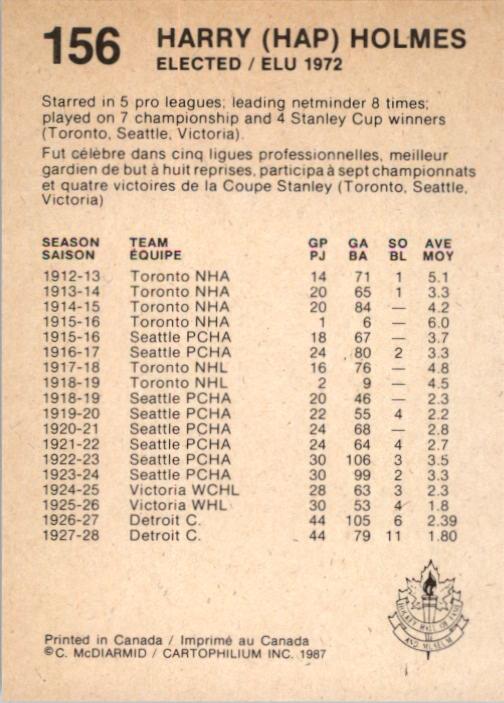 156 HARRY (HAP) HOLMES
ELECTED / ELU 1972
Starred in 5 pro leagues; leading netminder 8 times;
played on 7 championship and 4 Stanley Cup winners
(Toronto, Seattle, Victoria).
Fut célèbre dans cinq ligues professionnelles, meilleur
gardien de but à huit reprises, participa à sept championnats
et quatre victoires de la Coupe Stanley (Toronto, Seattle,
Victoria)
SEASON TEAM GP GA SO AVE
SAISON ÉQUIPE PJ BA BL MOY
1912-13 Toronto NHA 14 71 1 5.1
1913-14 Toronto NHA 20 65 1 3.3
1914-15 Toronto NHA 20 84 — 4.2
1915-16 Toronto NHA 1 6 — 6.0
1915-16 Seattle PCHA 18 67 — 3.7
1916-17 Seattle PCHA 24 80 2 3.3
1917-18 Toronto NHL 16 76 — 4.8
1918-19 Toronto NHL 2 9 — 4.5
1918-19 Seattle PCHA 20 46 — 2.3
1919-20 Seattle PCHA 22 55 4 2.2
1920-21 Seattle PCHA 24 68 — 2.8
1921-22 Seattle PCHA 24 64 4 2.7
1922-23 Seattle PCHA 30 106 3 3.5
1923-24 Seattle PCHA 30 99 2 3.3
1924-25 Victoria WCHL 28 63 3 2.3
1925-26 Victoria WHL 30 53 4 1.8
1926-27 Detroit C. 44 105 6 2.39
1927-28 Detroit C. 44 79 11 1.80
HOCKEY HALL OF FAME
AND MUSEUM
Printed in Canada / Imprimé au Canada
©C. McDIARMID / CARTOPHILIUM INC. 1987